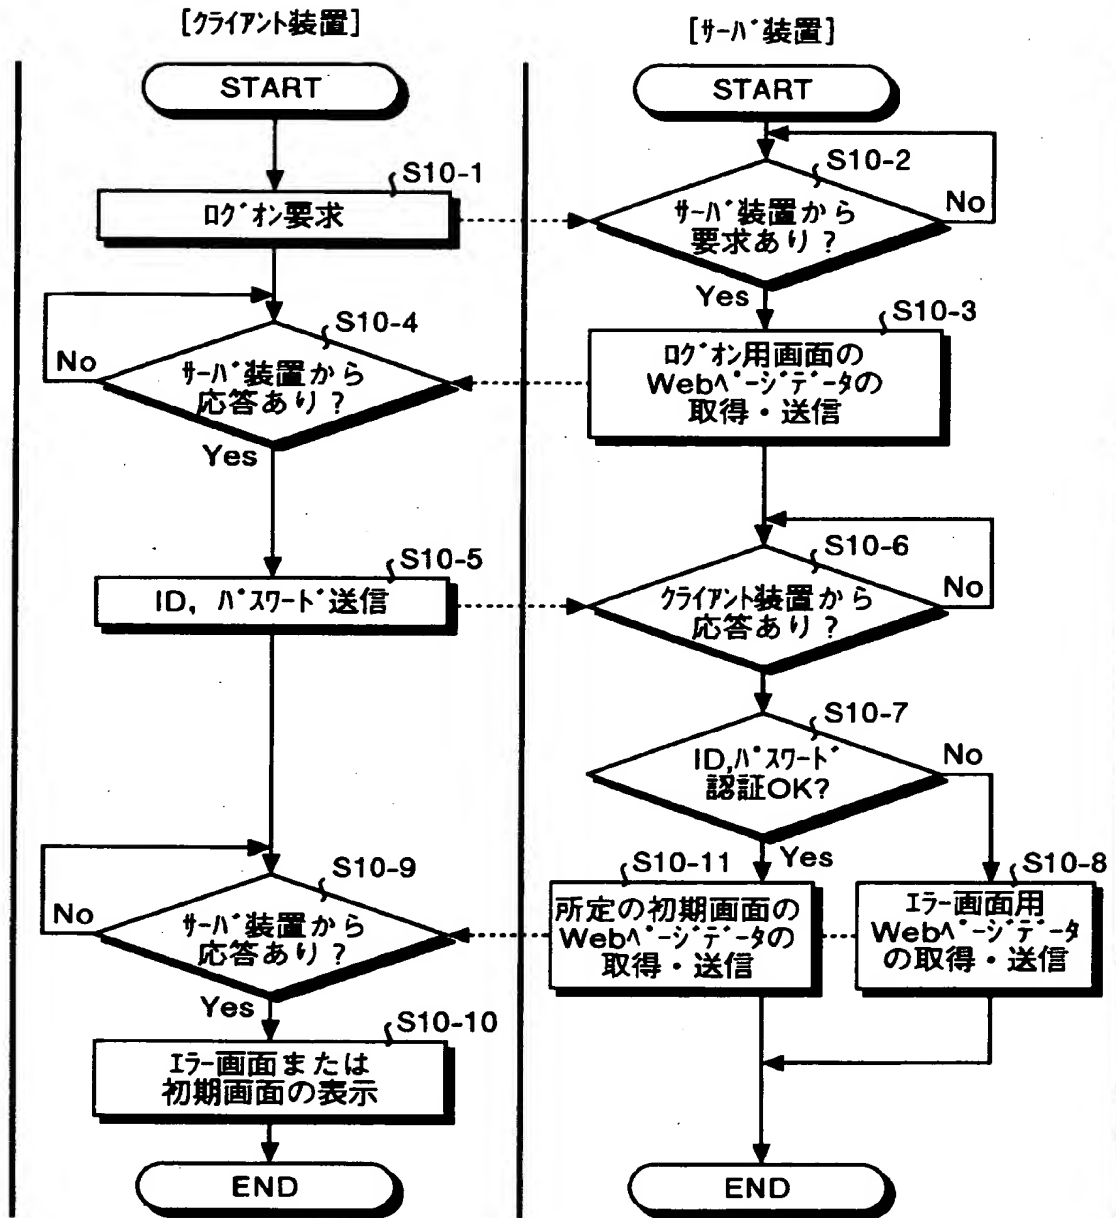 [クライアント装置]
START
S10-1
ログオン要求
S10-4
No
サーバ装置から
応答あり?
Yes
S10-5
ID, パスワード送信
S10-9
No
サーバ装置から
応答あり?
Yes
S10-10
エラー画面または
初期画面の表示
END
[サーバ装置]
START
S10-2
サーバ装置から
要求あり?
No
Yes
S10-3
ログオン用画面の
Webページデータの
取得・送信
S10-6
クライアント装置から
応答あり?
No
S10-7
ID,パスワード
認証OK?
No
Yes
S10-11
所定の初期画面の
Webページデータの
取得・送信
S10-8
エラー画面用
Webページデータ
の取得・送信
END